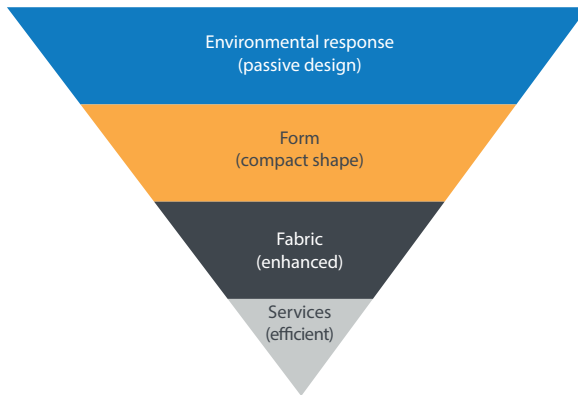 Environmental response
(passive design)
Form
(compact shape)
Fabric
(enhanced)
Services
(efficient)